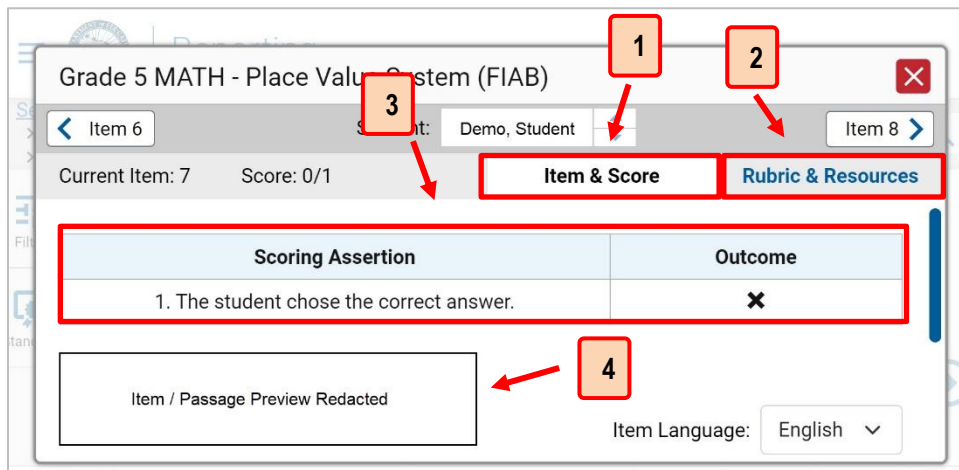 Reporting
1
2
Grade 5 MATH - Place Value System (FIAB)
3
Item 6
Demo, Student
Item 8
Current Item: 7 Score: 0/1 Item & Score Rubric & Resources
Scoring Assertion Outcome
1. The student chose the correct answer.
Item / Passage Preview Redacted
4
Item Language: English